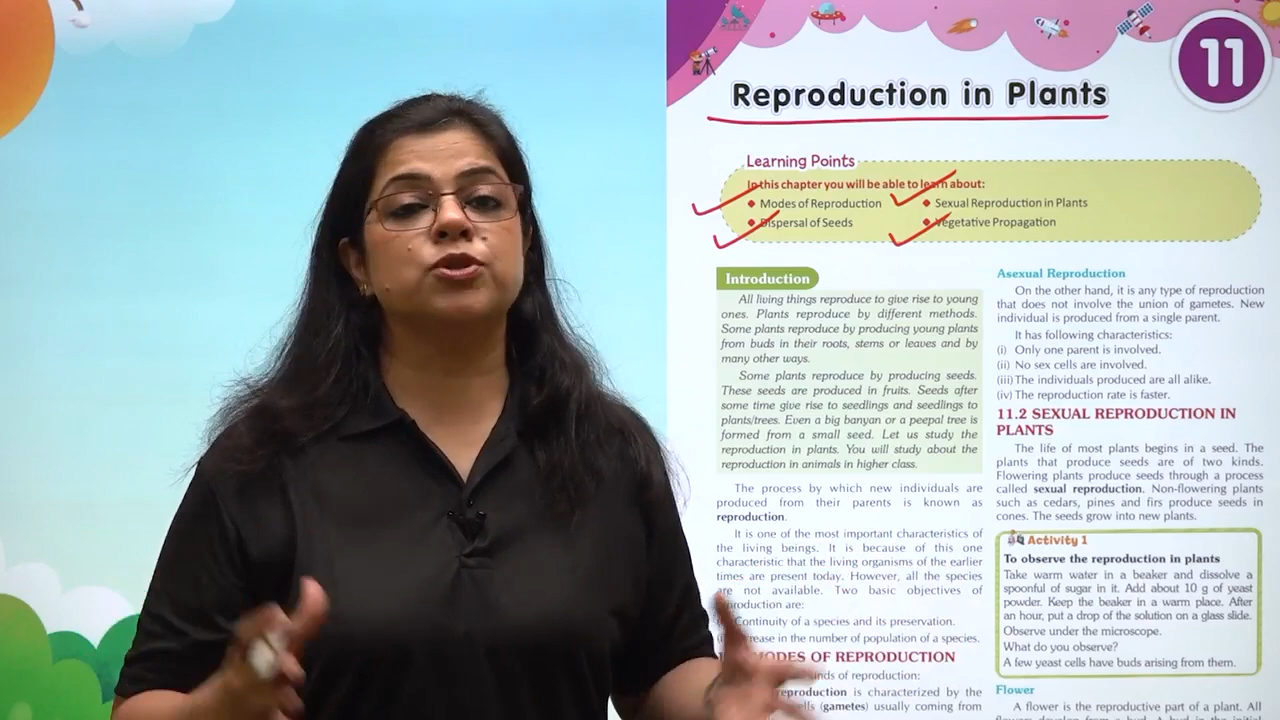 11
Reproduction in Plants
Learning Points
In this chapter you will be able to learn about:
◆ Modes of Reproduction
◆ Sexual Reproduction in Plants
◆ Dispersal of Seeds
◆ Vegetative Propagation
Introduction
All living things reproduce to give rise to young
ones. Plants reproduce by different methods.
Some plants reproduce by producing young plants
from buds in their roots, stems or leaves and by
many other ways.
Some plants reproduce by producing seeds.
These seeds are produced in fruits. Seeds after
some time give rise to seedlings and seedlings to
plants/trees. Even a big banyan or a peepal tree is
formed from a small seed. Let us study the
reproduction in plants. You will study about the
reproduction in animals in higher class.
The process by which new individuals are
produced from their parents is known as
reproduction.
It is one of the most important characteristics of
the living beings. It is because of this one
characteristic that the living organisms of the earlier
times are present today. However, all the species
are not available. Two basic objectives of
are:
Continuity of a species and its preservation.
in the number of population of a species.
MODES OF REPRODUCTION
of reproduction:
reproduction is characterized by the
(gametes) usually coming from
Asexual Reproduction
On the other hand, it is any type of reproduction
that does not involve the union of gametes. New
individual is produced from a single parent.
It has following characteristics:
(i) Only one parent is involved.
(ii) No sex cells are involved.
(iii) The individuals produced are all alike.
(iv) The reproduction rate is faster.
11.2 SEXUAL REPRODUCTION IN
PLANTS
The life of most plants begins in a seed. The
plants that produce seeds are of two kinds.
Flowering plants produce seeds through a process
called sexual reproduction. Non-flowering plants
such as cedars, pines and firs produce seeds in
cones. The seeds grow into new plants.
Activity 1
To observe the reproduction in plants
Take warm water in a beaker and dissolve a
spoonful of sugar in it. Add about 10 g of yeast
powder. Keep the beaker in a warm place. After
an hour, put a drop of the solution on a glass slide.
Observe under the microscope.
What do you observe?
A few yeast cells have buds arising from them.
Flower
A flower is the reproductive part of a plant. All